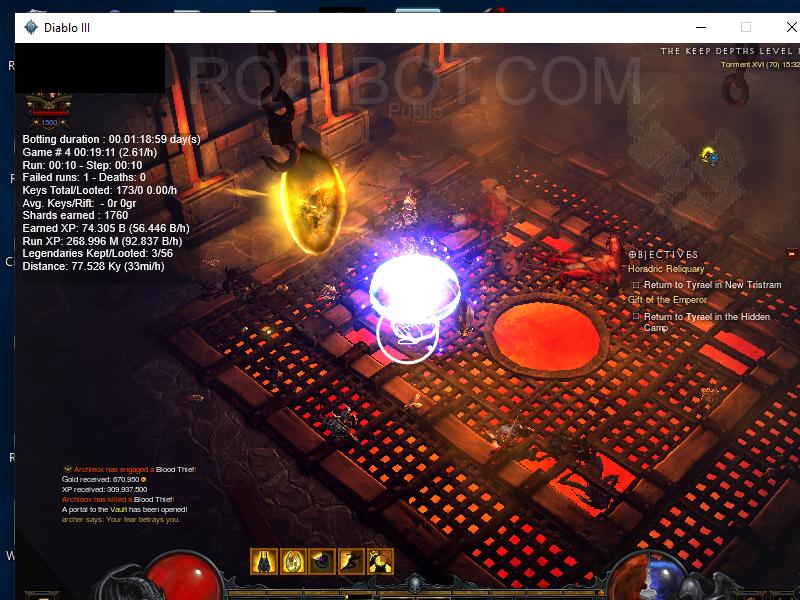 Diablo III
THE KEEP DEPTHS LEVEL 1
Torment XVI (70) 15:32
ROS-BOT.COM
Public
1560
Botting duration : 00.01:18:59 day(s)
Game # 4 00:19:11 (2.61/h)
Run: 00:10 - Step: 00:10
Failed runs: 1 - Deaths: 0
Keys Total/Looted: 173/0 0.00/h
Avg. Keys/Rift:  - 0r 0gr
Shards earned : 1760
Earned XP: 74.305 B (56.446 B/h)
Run XP: 268.996 M (92.837 B/h)
Legendaries Kept/Looted: 3/56
Distance: 77.528 Ky (33mi/h)
OBJECTIVES
Horadric Reliquary
Return to Tyrael in New Tristram
Gift of the Emperor
Return to Tyrael in the Hidden
Camp
Archleox has engaged a Blood Thief!
Gold received: 670,950
XP received: 309,937,500
Archleox has killed a Blood Thief!
A portal to the Vault has been opened!
archer says: Your fear betrays you.